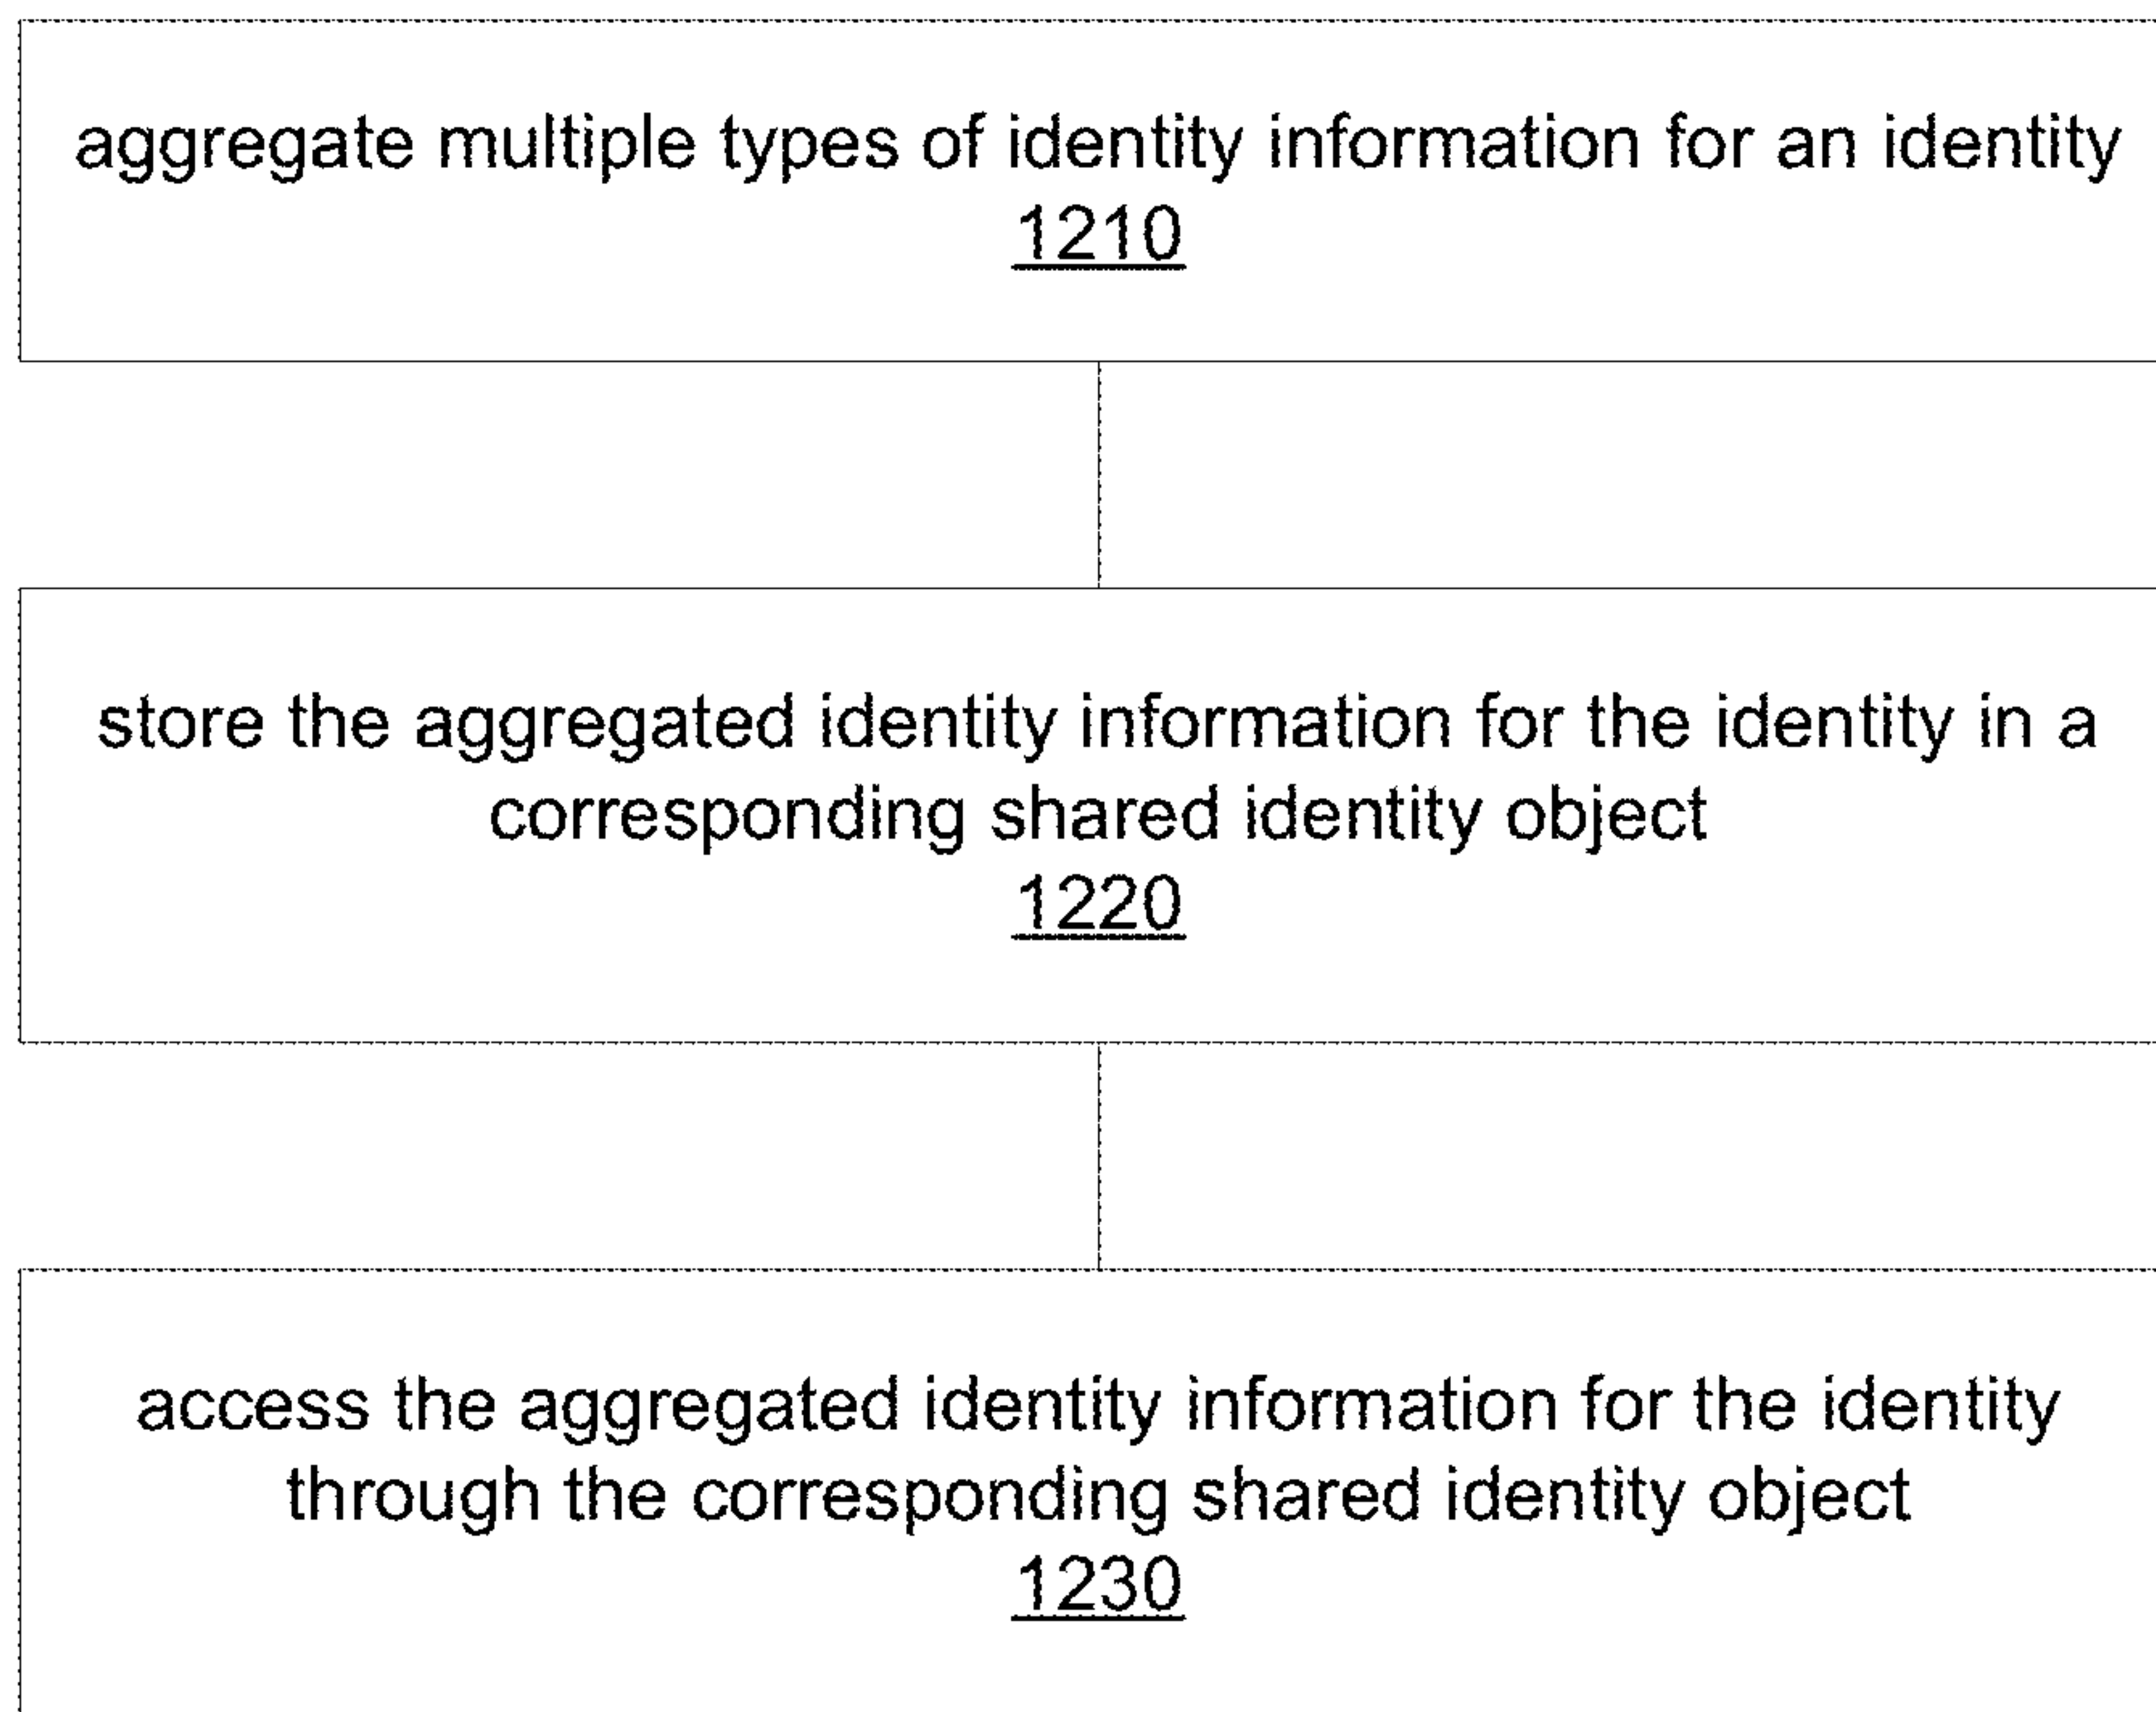 aggregate multiple types of identity information for an identity
1210
store the aggregated identity information for the identity in a
corresponding shared identity object
1220
access the aggregated identity information for the identity
through the corresponding shared identity object
1230